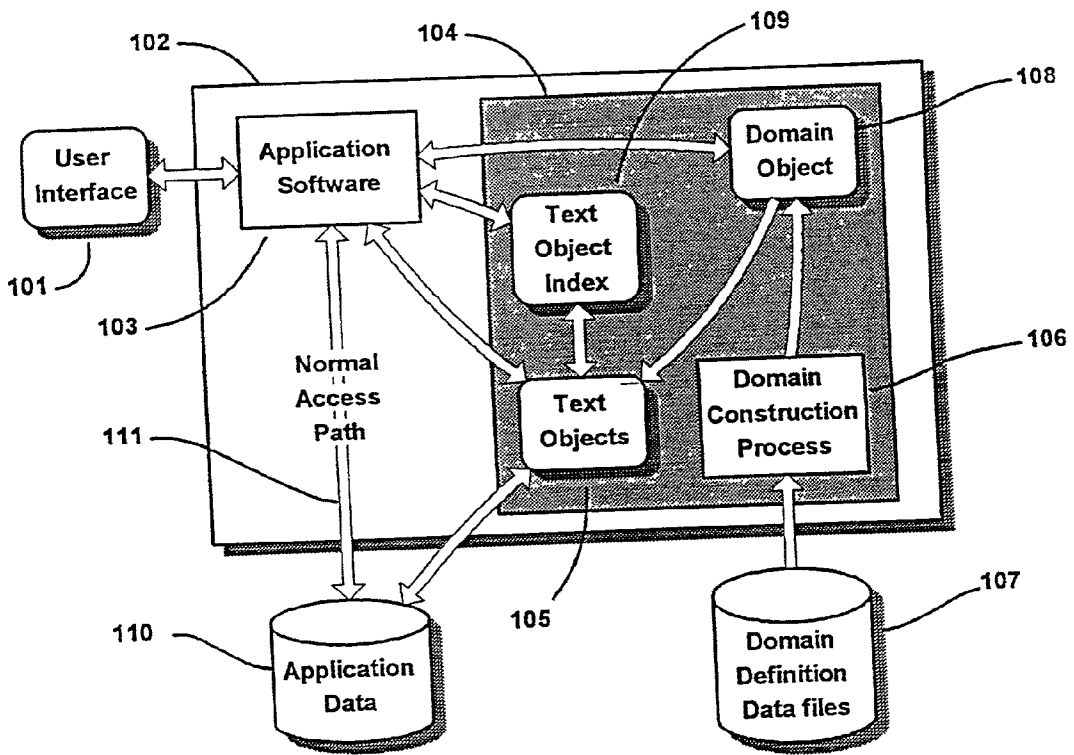 109
104
102
108
User
Interface
Application
Software
Domain
Object
Text
Object
Index
101
103
106
Normal
Access
Path
Text
Objects
Domain
Construction
Process
111
107
105
110
Application
Data
Domain
Definition
Data files